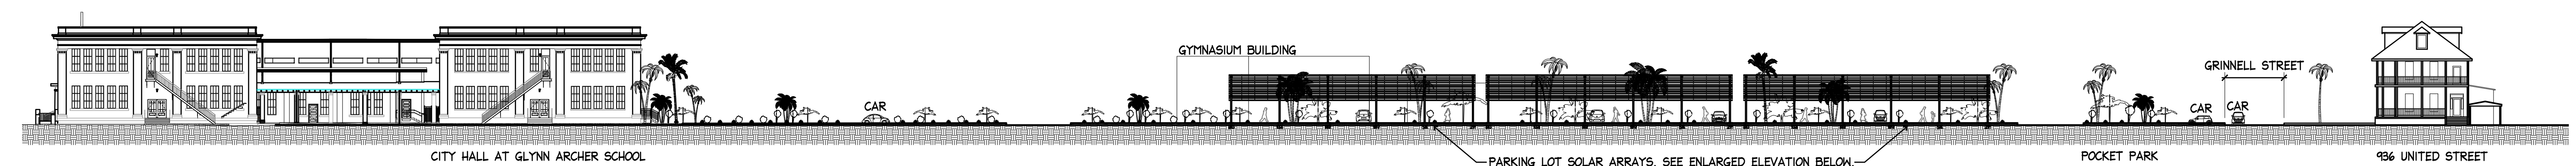 GYMNASIUM BUILDING
GRINNELL STREET
CAR
CAR
CAR
CITY HALL AT GLYNN ARCHER SCHOOL
PARKING LOT SOLAR ARRAYS. SEE ENLARGED ELEVATION BELOW.
POCKET PARK
936 UNITED STREET